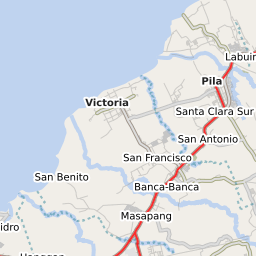 Labuin
Pila
Victoria
Santa Clara Sur
San Antonio
San Francisco
San Benito
Banca-Banca
Masapang